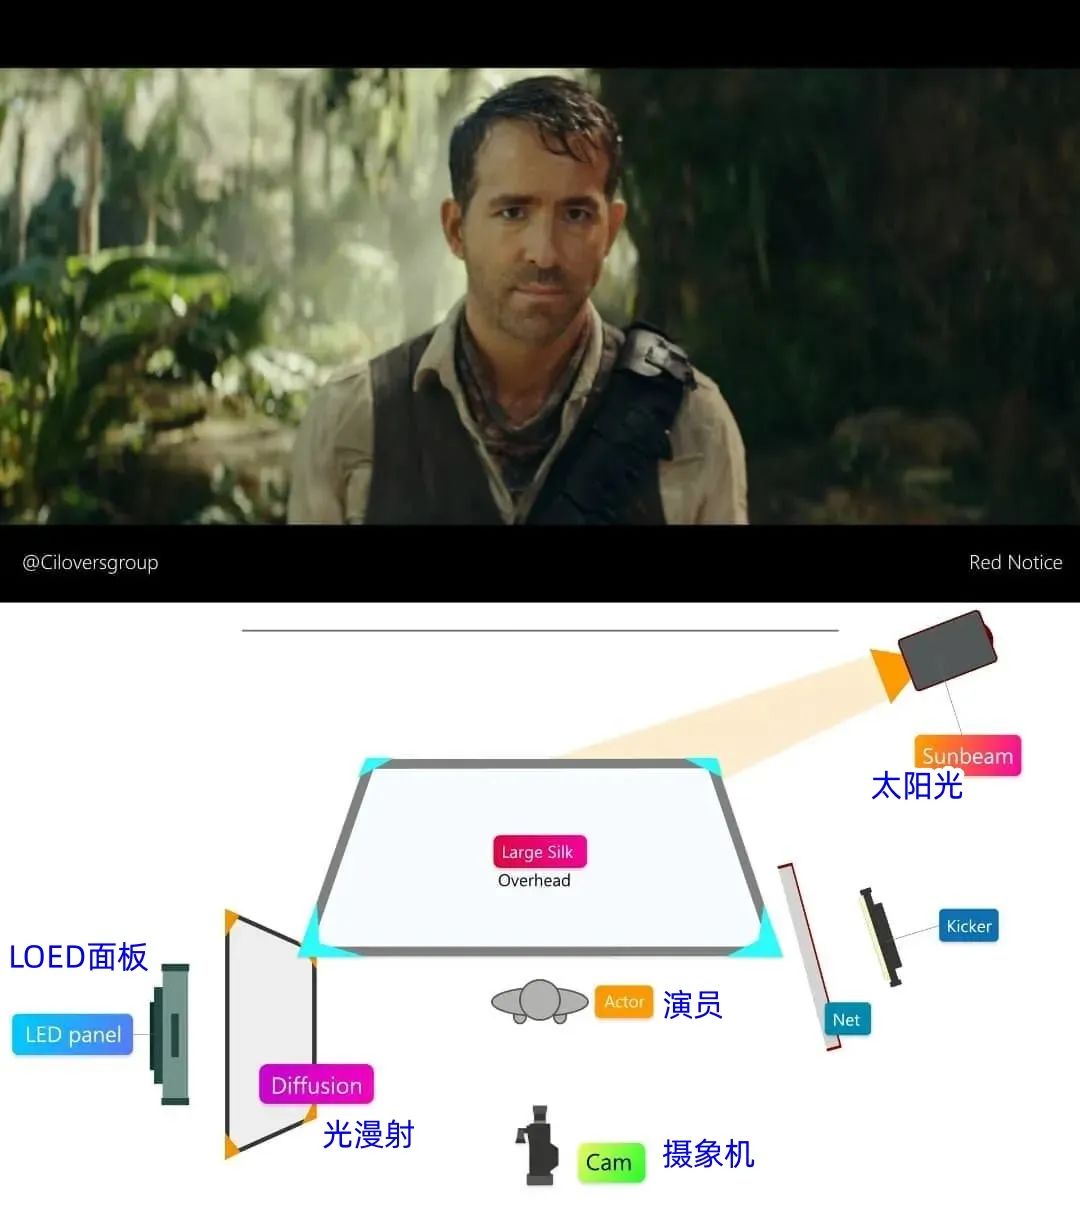 @Ciloversgroup
Red Notice
Sunbeam
太阳光
Large Silk
Overhead
Kicker
LOED面板
LED panel
Actor
演员
Net
Diffusion
光漫射
Cam
摄象机